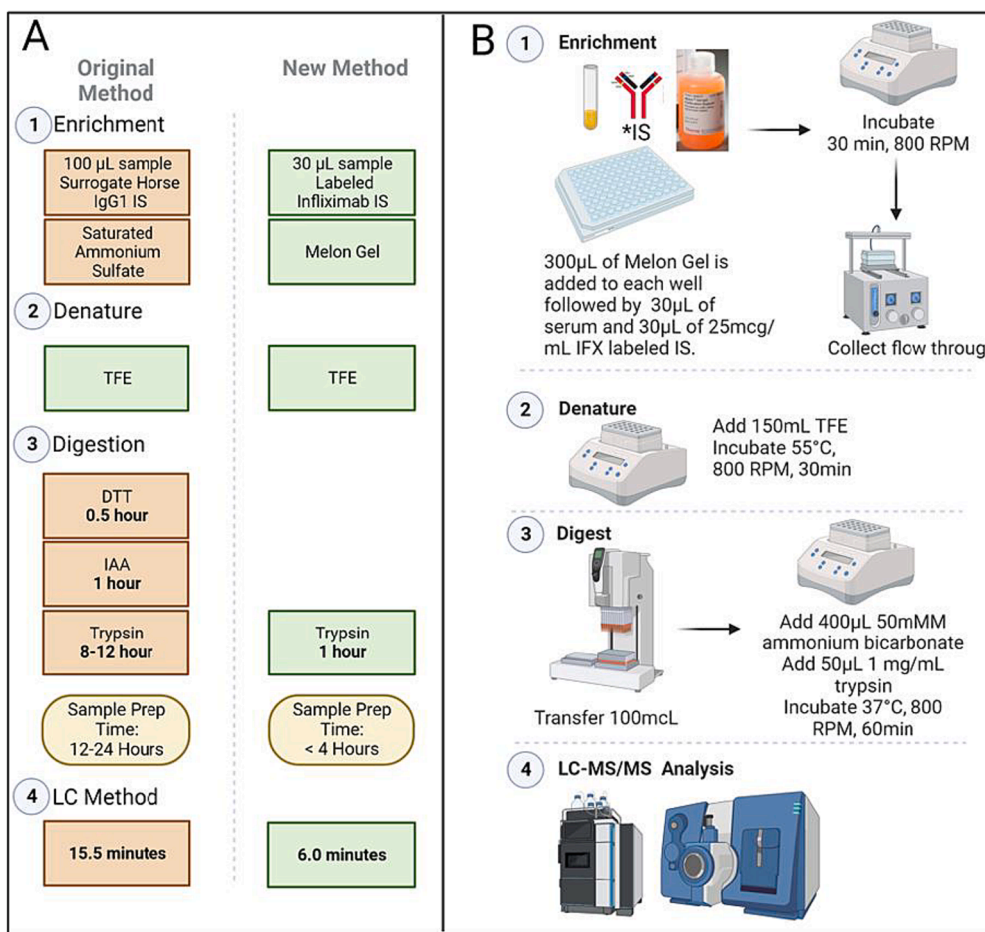 A
Original
Method
New Method
1 Enrichment
100 µL sample
Surrogate Horse
IgG1 IS
30 µL sample
Labeled
Infliximab IS
Saturated
Ammonium
Sulfate
Melon Gel
2 Denature
TFE
TFE
3 Digestion
DTT
0.5 hour
IAA
1 hour
Trypsin
8-12 hour
Trypsin
1 hour
Sample Prep
Time:
12-24 Hours
Sample Prep
Time:
< 4 Hours
4 LC Method
15.5 minutes
6.0 minutes
B
1 Enrichment
*IS
Incubate
30 min, 800 RPM
300µL of Melon Gel is
added to each well
followed by 30µL of
serum and 30µL of 25mcg/
mL IFX labeled IS.
Collect flow throug
2 Denature
Add 150mL TFE
Incubate 55°C,
800 RPM, 30min
3 Digest
Transfer 100mcL
Add 400µL 50mMM
ammonium bicarbonate
Add 50µL 1 mg/mL
trypsin
Incubate 37°C, 800
RPM, 60min
4 LC-MS/MS Analysis